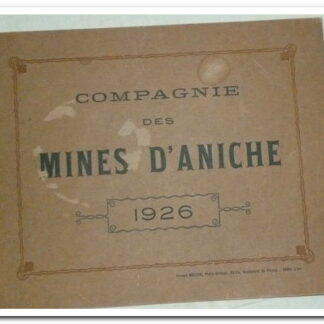 COMPAGNIE
DES
MINES D'ANICHE
1926